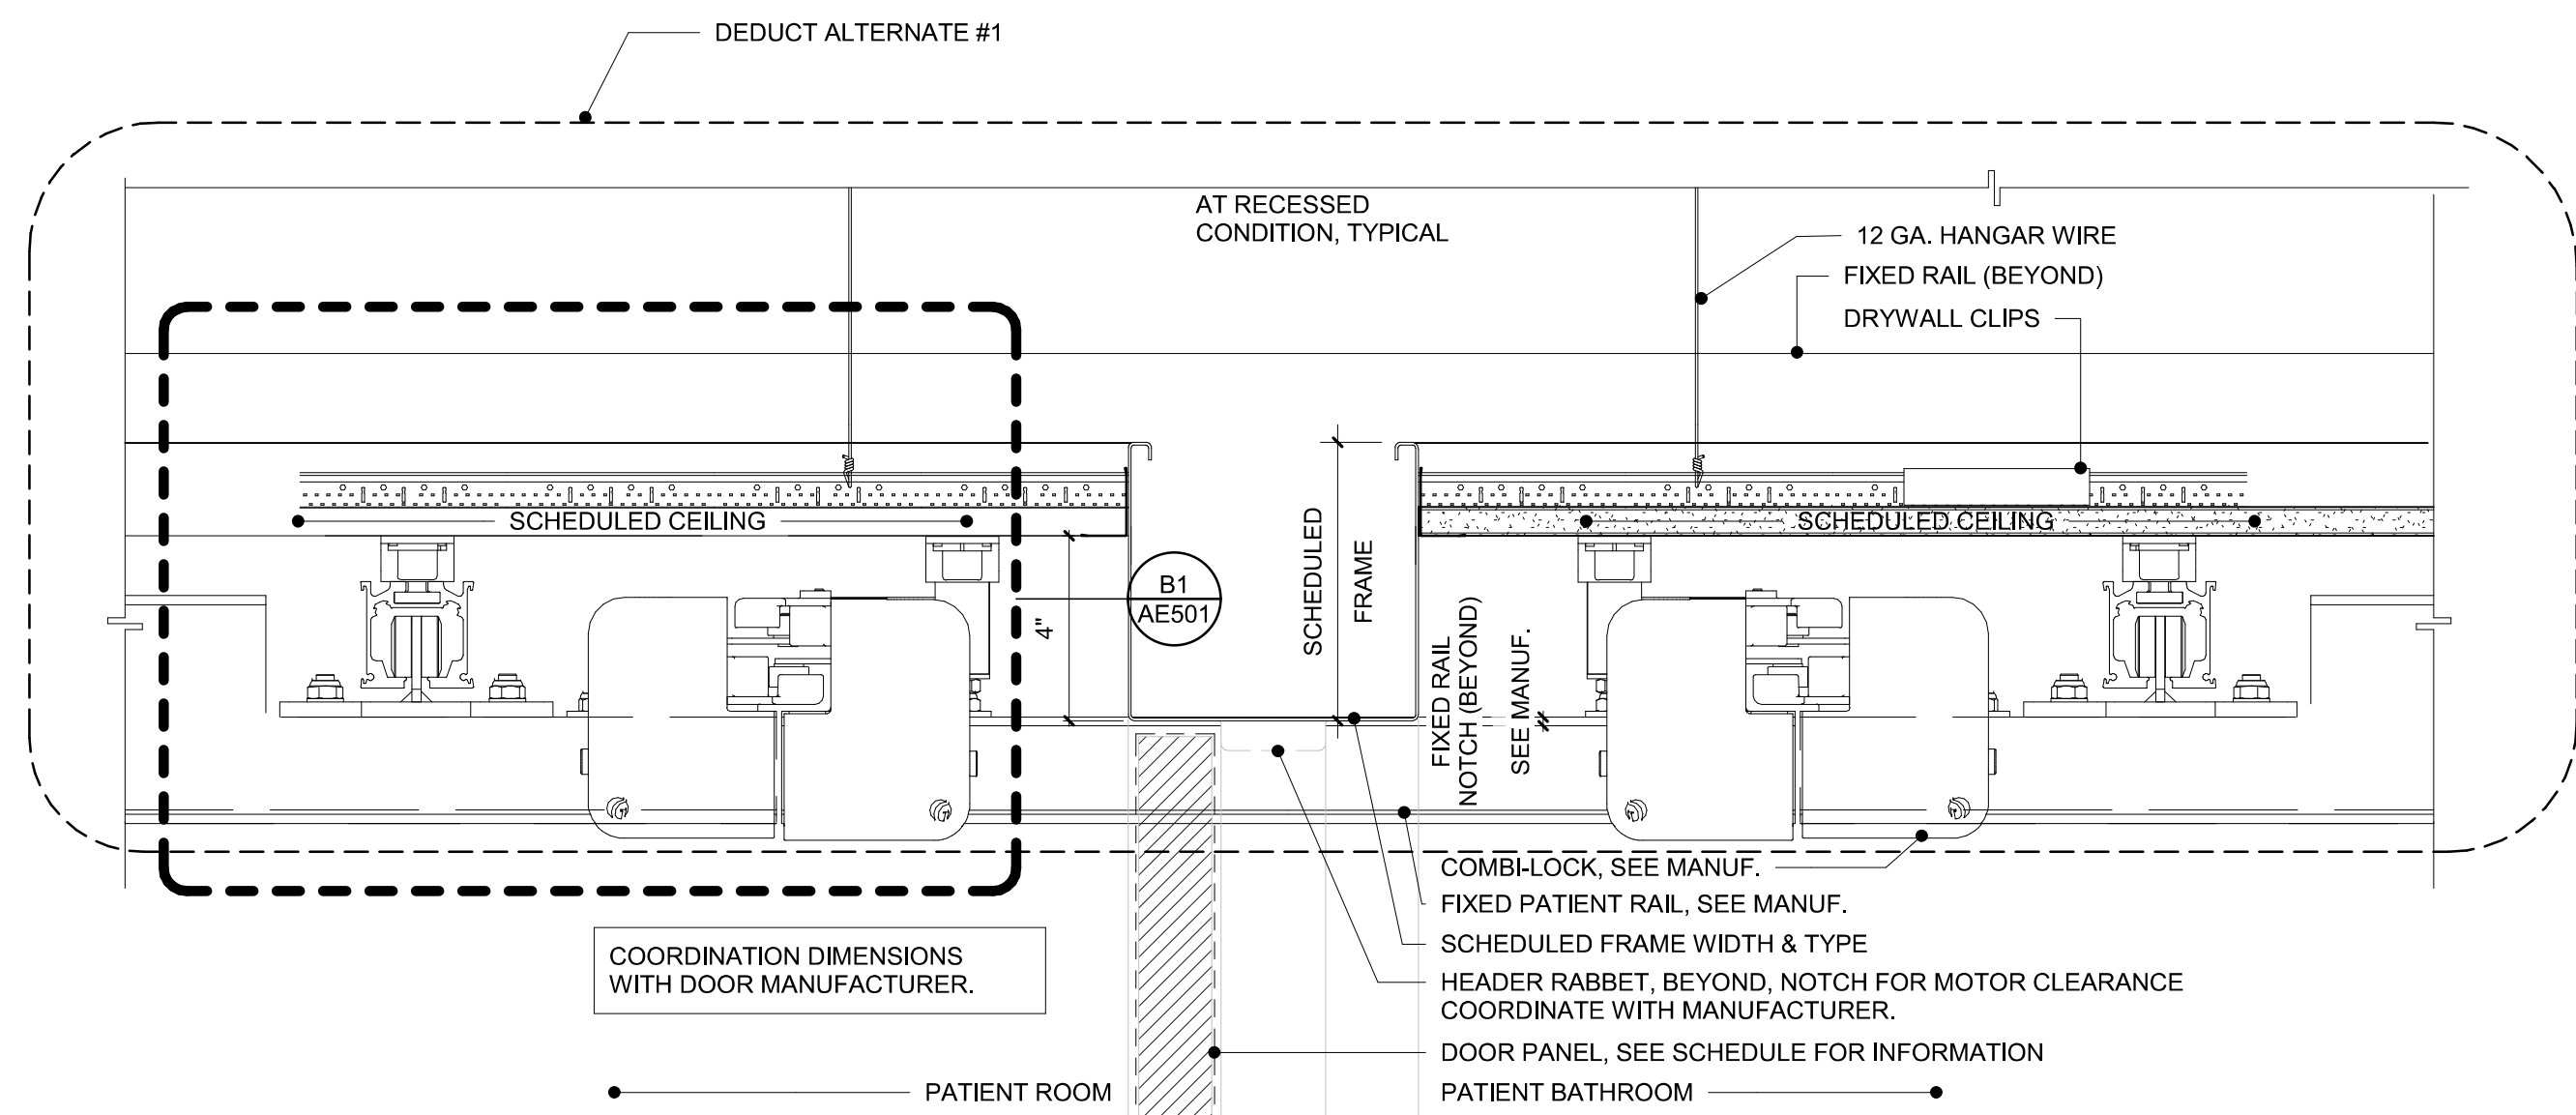 DEDUCT ALTERNATE #1
AT RECESSED
CONDITION, TYPICAL
12 GA. HANGAR WIRE
FIXED RAIL (BEYOND)
DRYWALL CLIPS
SCHEDULED CEILING
SCHEDULED CEILING
B1
AE501
4"
SCHEDULED
FRAME
FIXED RAIL
NOTCH (BEYOND)
SEE MANUF.
COMBI-LOCK, SEE MANUF.
FIXED PATIENT RAIL, SEE MANUF.
SCHEDULED FRAME WIDTH & TYPE
HEADER RABBET, BEYOND, NOTCH FOR MOTOR CLEARANCE
COORDINATE WITH MANUFACTURER.
COORDINATION DIMENSIONS
WITH DOOR MANUFACTURER.
DOOR PANEL, SEE SCHEDULE FOR INFORMATION
PATIENT ROOM
PATIENT BATHROOM